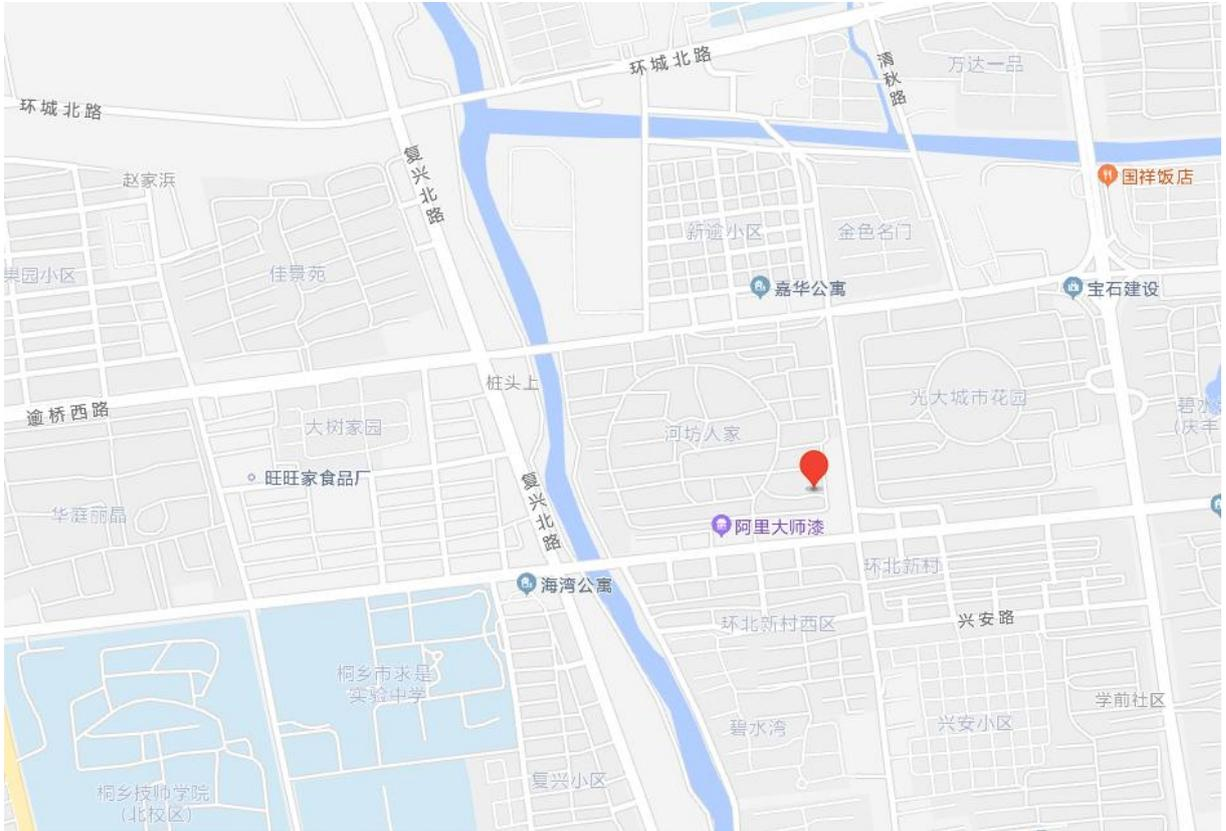 环城北路
清秋路
万达一品
环城北路
复兴北路
赵家浜
国祥饭店
新逾小区
金色名门
果园小区
佳景苑
嘉华公寓
宝石建设
桩头上
逾桥西路
光大城市花园
碧水
(庆丰
大树家园
河坊人家
旺旺家食品厂
复兴北路
华庭丽晶
阿里大师漆
环北新村
海湾公寓
兴安路
环北新村西区
桐乡市求是
实验中学
学前社区
碧水湾
兴安小区
复兴小区
桐乡技师学院
(北校区)